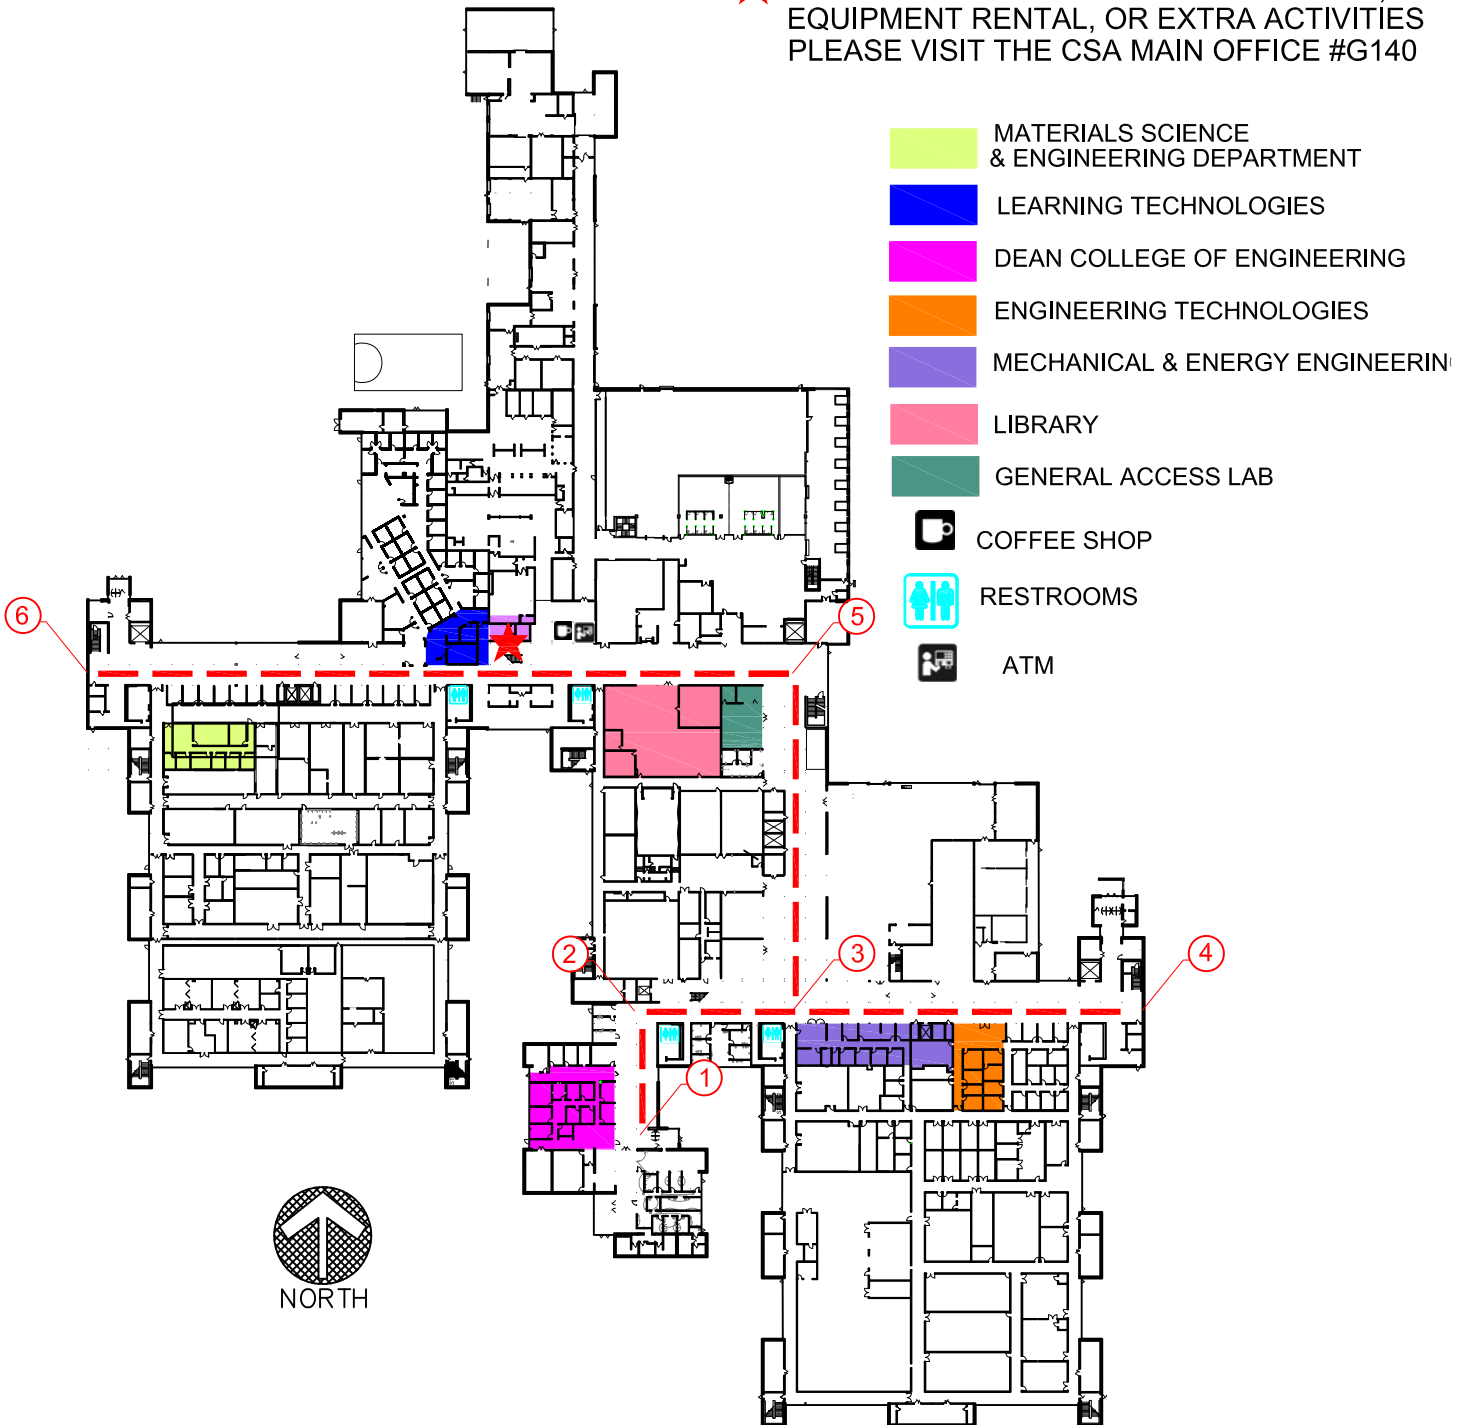 EQUIPMENT RENTAL, OR EXTRA ACTIVITIES
PLEASE VISIT THE CSA MAIN OFFICE #G140
MATERIALS SCIENCE
& ENGINEERING DEPARTMENT
LEARNING TECHNOLOGIES
DEAN COLLEGE OF ENGINEERING
ENGINEERING TECHNOLOGIES
MECHANICAL & ENERGY ENGINEERIN
LIBRARY
GENERAL ACCESS LAB
COFFEE SHOP
RESTROOMS
ATM
6
5
2
3
4
1
NORTH